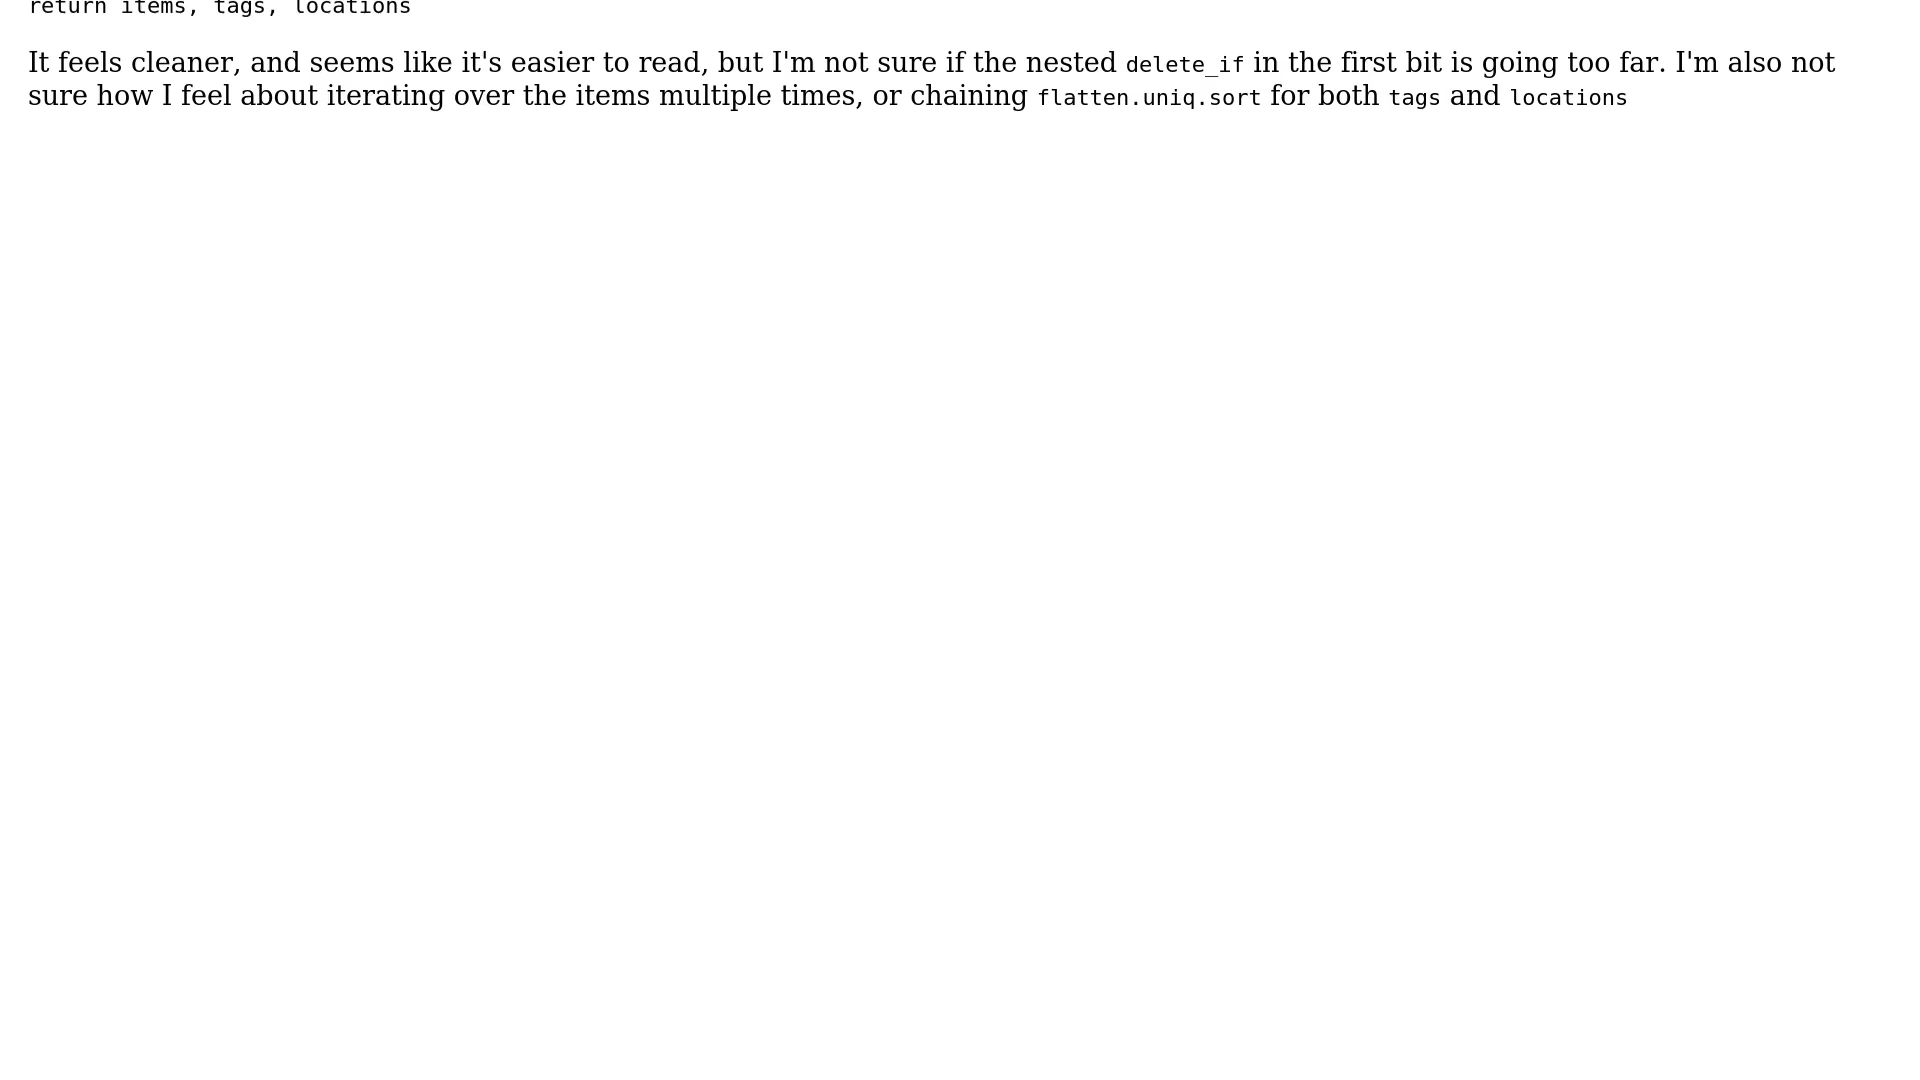 return items, tags, locations
It feels cleaner, and seems like it's easier to read, but I'm not sure if the nested delete_if in the first bit is going too far. I'm also not
sure how I feel about iterating over the items multiple times, or chaining flatten.uniq.sort for both tags and locations